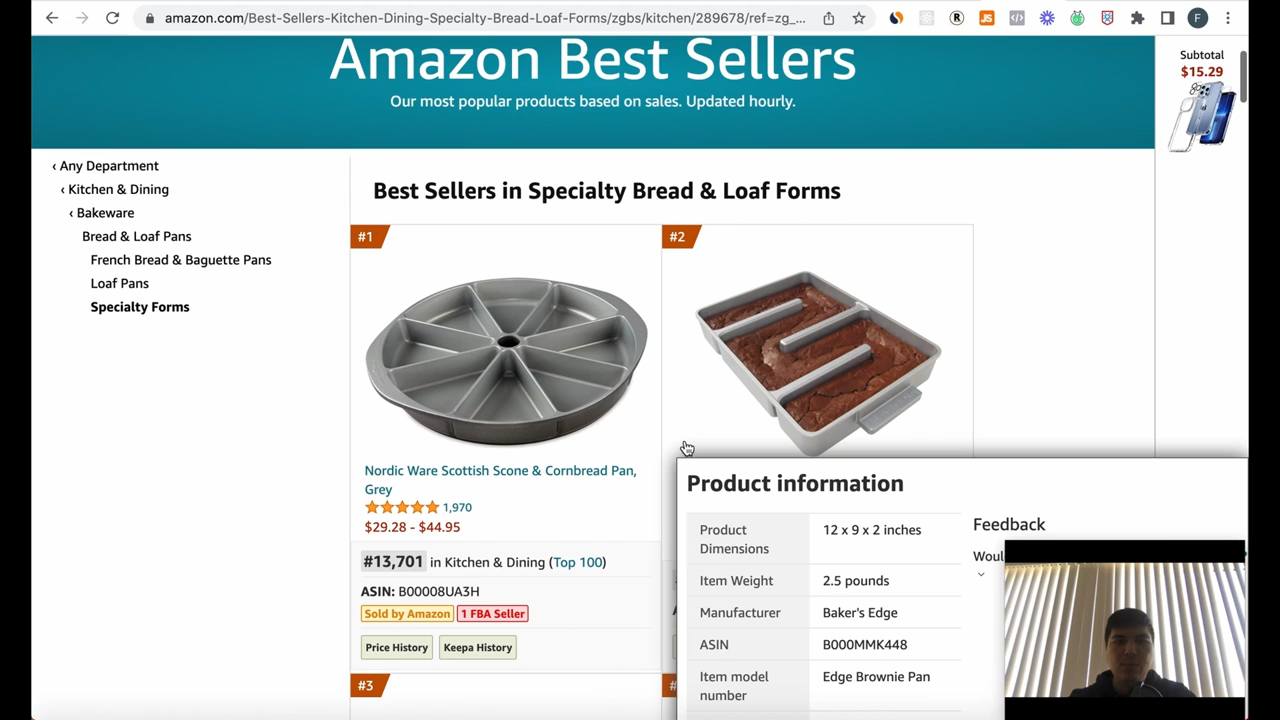 amazon.com/Best-Sellers-Kitchen-Dining-Specialty-Bread-Loaf-Forms/zgbs/kitchen/289678/ref=zg_...
R
JS
F
Amazon Best Sellers
Our most popular products based on sales. Updated hourly.
Subtotal
$15.29
‹ Any Department
‹ Kitchen & Dining
‹ Bakeware
Bread & Loaf Pans
French Bread & Baguette Pans
Loaf Pans
Specialty Forms
Best Sellers in Specialty Bread & Loaf Forms
#1
#2
Nordic Ware Scottish Scone & Cornbread Pan,
Grey
1,970
$29.28 - $44.95
#13,701 in Kitchen & Dining (Top 100)
ASIN: B00008UA3H
Sold by Amazon 1 FBA Seller
Price History Keepa History
#3
Product information
Product
Dimensions
12 x 9 x 2 inches
Item Weight 2.5 pounds
Manufacturer Baker's Edge
ASIN B000MMK448
Item model
number
Edge Brownie Pan
Feedback